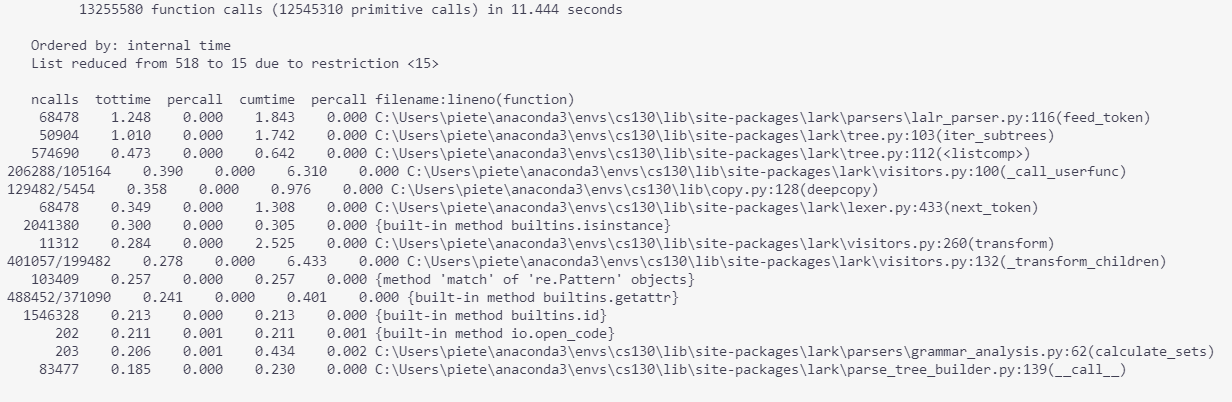 13255580 function calls (12545310 primitive calls) in 11.444 seconds
Ordered by: internal time
List reduced from 518 to 15 due to restriction <15>
ncalls tottime percall cumtime percall filename:lineno(function)
68478 1.248 0.000 1.843 0.000 C:\Users\piete\anaconda3\envs\cs130\lib\site-packages\lark\parsers\lalr_parser.py:116(feed_token)
50904 1.010 0.000 1.742 0.000 C:\Users\piete\anaconda3\envs\cs130\lib\site-packages\lark\tree.py:103(iter_subtrees)
574690 0.473 0.000 0.642 0.000 C:\Users\piete\anaconda3\envs\cs130\lib\site-packages\lark\tree.py:112(<listcomp>)
206288/105164 0.390 0.000 6.310 0.000 C:\Users\piete\anaconda3\envs\cs130\lib\site-packages\lark\visitors.py:100(_call_userfunc)
129482/5454 0.358 0.000 0.976 0.000 C:\Users\piete\anaconda3\envs\cs130\lib\copy.py:128(deepcopy)
68478 0.349 0.000 1.308 0.000 C:\Users\piete\anaconda3\envs\cs130\lib\site-packages\lark\lexer.py:433(next_token)
2041380 0.300 0.000 0.305 0.000 {built-in method builtins.isinstance}
11312 0.284 0.000 2.525 0.000 C:\Users\piete\anaconda3\envs\cs130\lib\site-packages\lark\visitors.py:260(transform)
401057/199482 0.278 0.000 6.433 0.000 C:\Users\piete\anaconda3\envs\cs130\lib\site-packages\lark\visitors.py:132(_transform_children)
103409 0.257 0.000 0.257 0.000 {method 'match' of 're.Pattern' objects}
488452/371090 0.241 0.000 0.401 0.000 {built-in method builtins.getattr}
1546328 0.213 0.000 0.213 0.000 {built-in method builtins.id}
202 0.211 0.001 0.211 0.001 {built-in method io.open_code}
203 0.206 0.001 0.434 0.002 C:\Users\piete\anaconda3\envs\cs130\lib\site-packages\lark\parsers\grammar_analysis.py:62(calculate_sets)
83477 0.185 0.000 0.230 0.000 C:\Users\piete\anaconda3\envs\cs130\lib\site-packages\lark\parse_tree_builder.py:139(__call__)